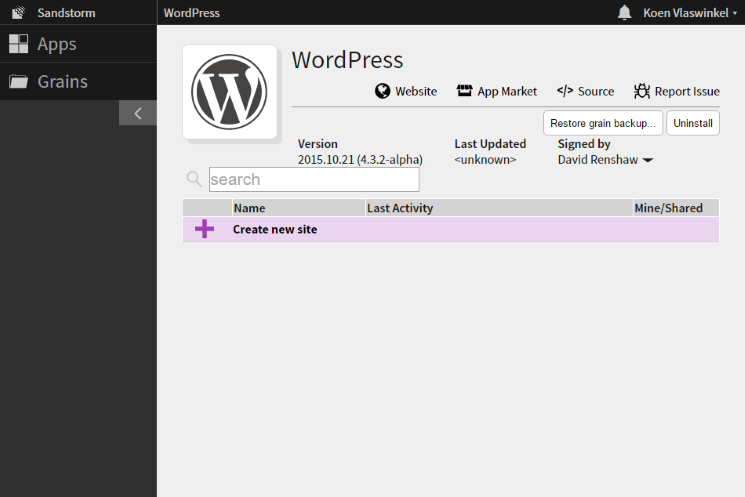 Sandstorm
WordPress
Koen Vlaswinkel
Apps
Grains
WordPress
Website
App Market
</> Source
Report Issue
Restore grain backup...
Uninstall
Version
2015.10.21 (4.3.2-alpha)
Last Updated
<unknown>
Signed by
David Renshaw
search
Name
Last Activity
Mine/Shared
Create new site